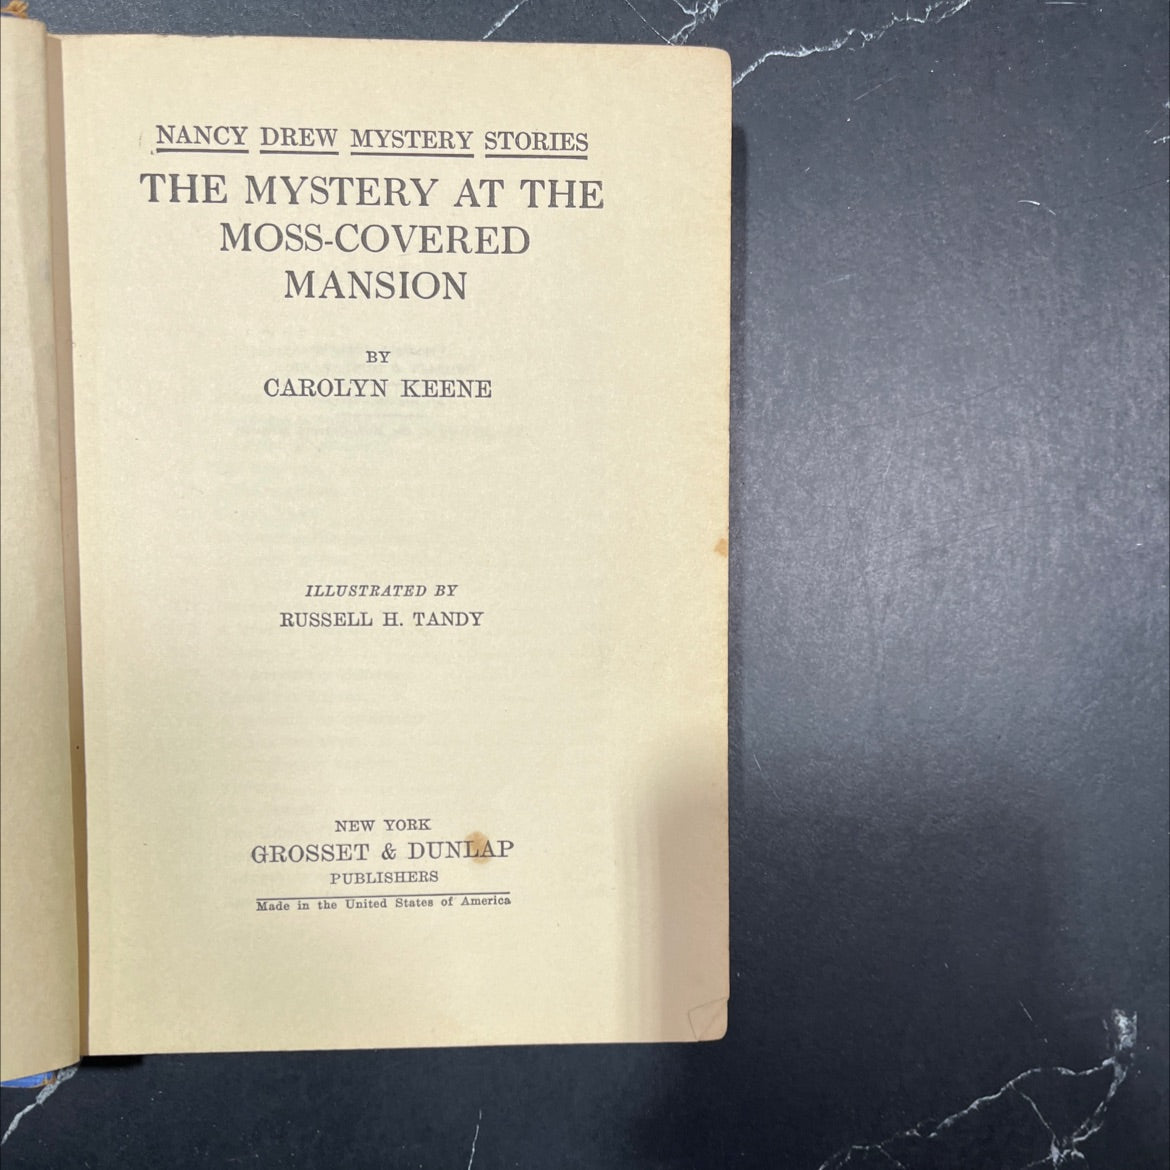 NANCY DREW MYSTERY STORIES
THE MYSTERY AT THE
MOSS-COVERED
MANSION
BY
CAROLYN KEENE
ILLUSTRATED BY
RUSSELL H. TANDY
NEW YORK
GROSSET & DUNLAP
PUBLISHERS
Made in the United States of America